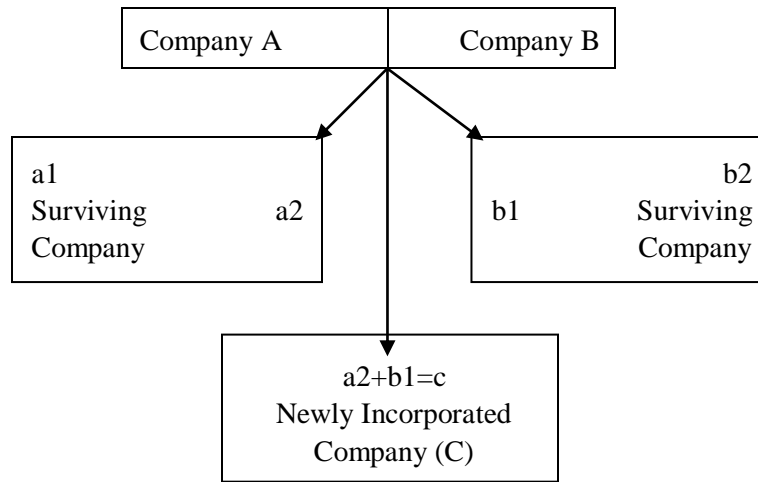 Company A
Company B
a1
Surviving a2
Company
b2
b1 Surviving
Company
a2+b1=c
Newly Incorporated
Company (C)